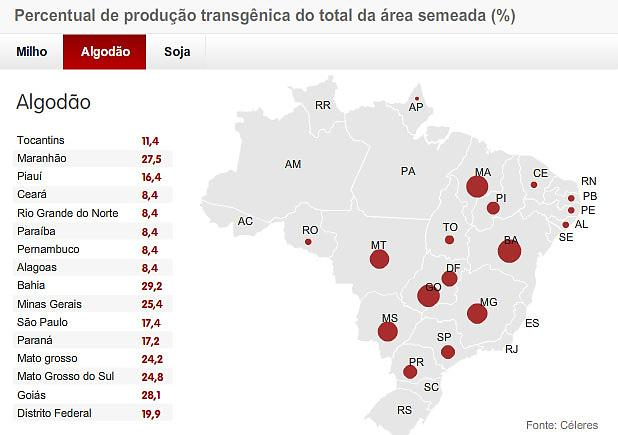 Percentual de produção transgênica do total da área semeada (%)
Milho Algodão Soja
Algodão
Tocantins 11,4
Maranhão 27,5
Piauí 16,4
Ceará 8,4
Rio Grande do Norte 8,4
Paraíba 8,4
Pernambuco 8,4
Alagoas 8,4
Bahia 29,2
Minas Gerais 25,4
São Paulo 17,4
Paraná 17,2
Mato grosso 24,2
Mato Grosso do Sul 24,8
Goiás 28,1
Distrito Federal 19,9
RR
AP
AM
PA
MA
CE
RN
PB
PE
AL
SE
PI
AC
RO
TO
MT
BA
DF
GO
MG
ES
MS
SP
RJ
PR
SC
RS
Fonte: Céleres